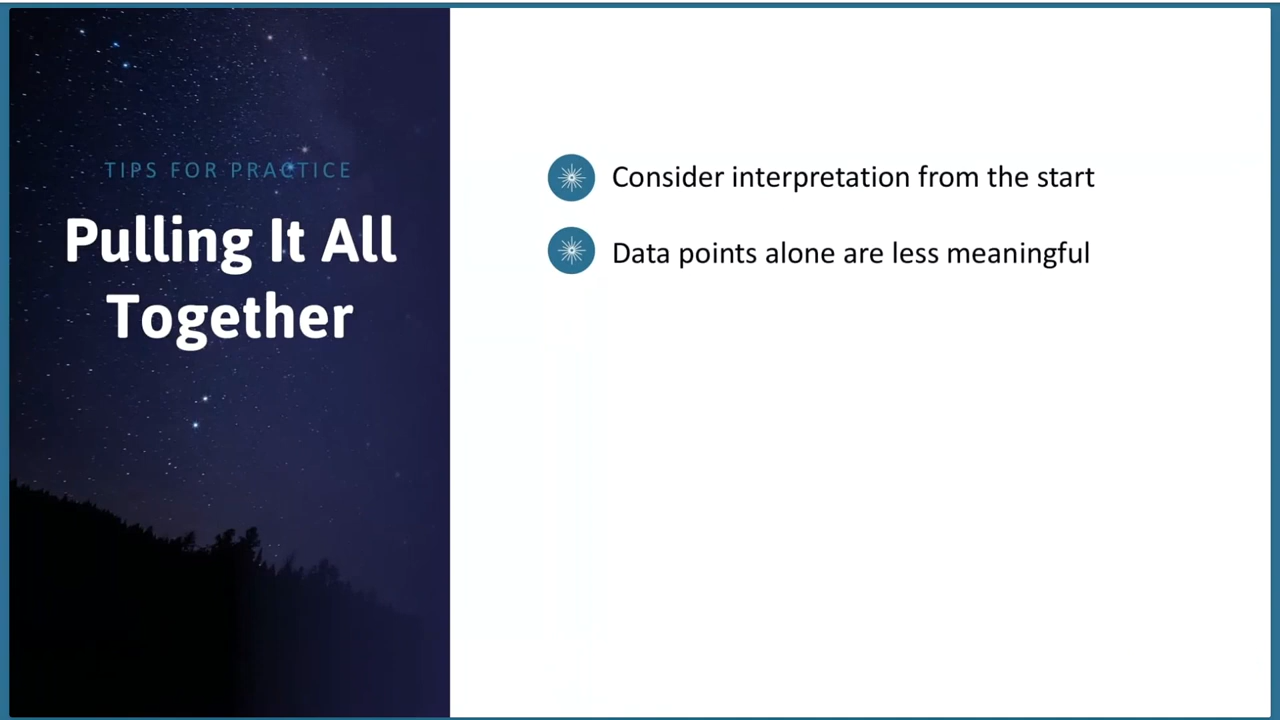 TIPS FOR PRACTICE
Pulling It All
Together
Consider interpretation from the start
Data points alone are less meaningful